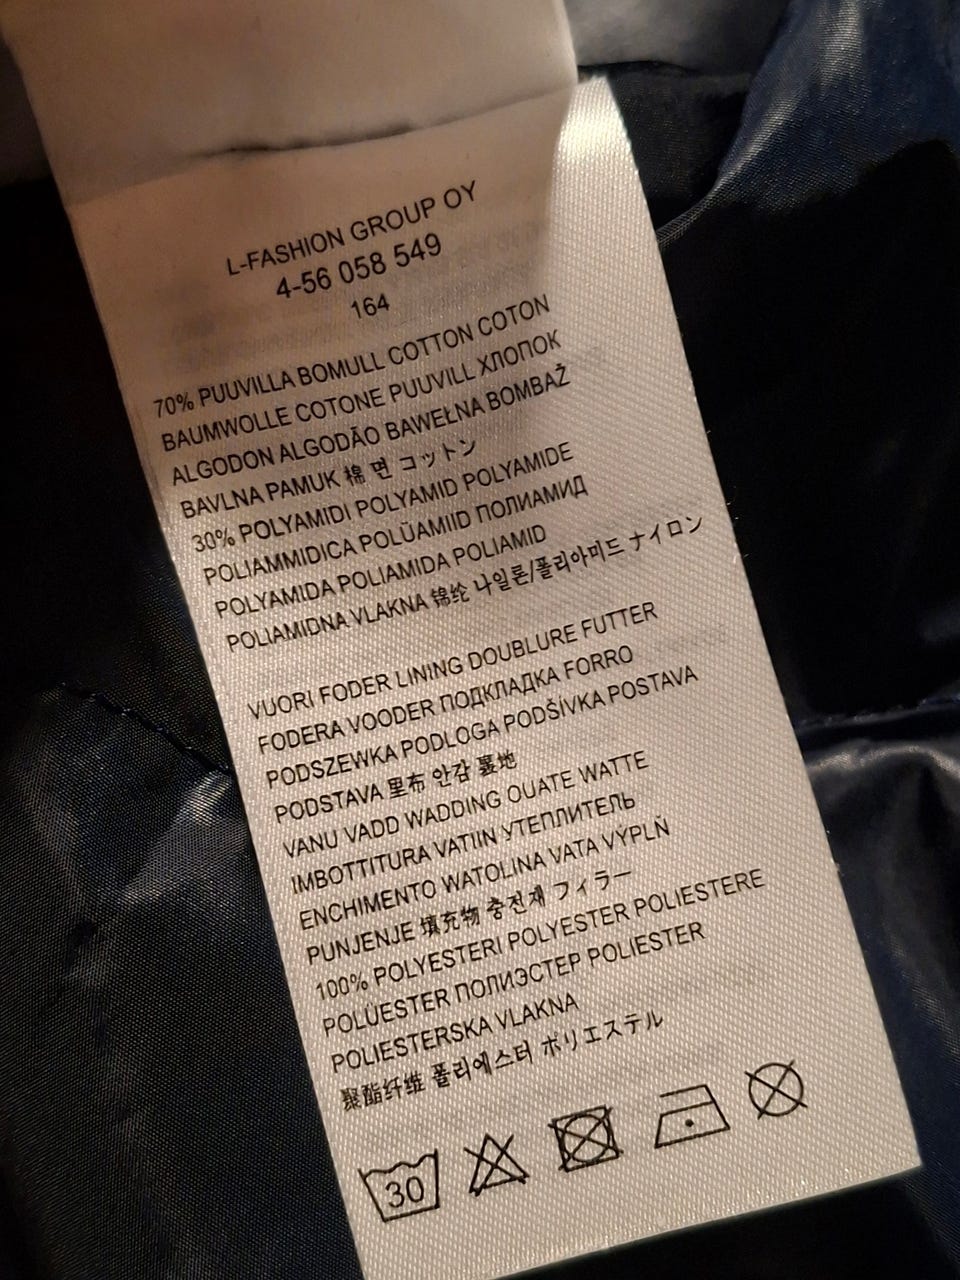 L-FASHION GROUP OY
4-56 058 549
164
70% PUUVILLA BOMULL COTTON COTON
BAUMWOLLE COTONE PUUVILL ХЛОПОК
ALGODON ALGODÃO BAWEŁNA BOMBAŽ
BAVLNA PAMUK 棉 면 コットン
30% POLYAMIDI POLYAMID POLYAMIDE
POLIAMMIDICA POLÜAMIID ПОЛИАМИД
POLYAMIDA POLIAMIDA POLIAMID
POLIAMIDNA VLAKNA 锦纶 나일론/폴리아미드 ナイロン
VUORI FODER LINING DOUBLURE FUTTER
FODERA VOODER ПОДКЛАДКА FORRO
PODSZEWKA PODLOGA PODŠÍVKA POSTAVA
PODSTAVA 里布 안감 裏地
VANU VADD WADDING OUATE WATTE
IMBOTTITURA VATIIN УТЕПЛИТЕЛЬ
ENCHIMENTO WATOLINA VATA VÝPLŇ
PUNJENJE 填充物 충전재 フィラー
100% POLYESTERI POLYESTER POLIESTERE
POLÜESTER ПОЛИЭСТЕР POLIESTER
POLIESTERSKA VLAKNA
聚酯纤维 폴리에스터 ポリエステル
30